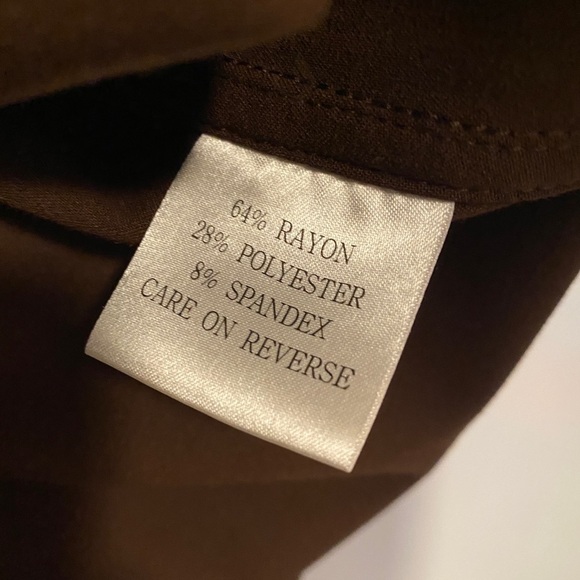 64% RAYON
28% POLYESTER
8% SPANDEX
CARE ON REVERSE